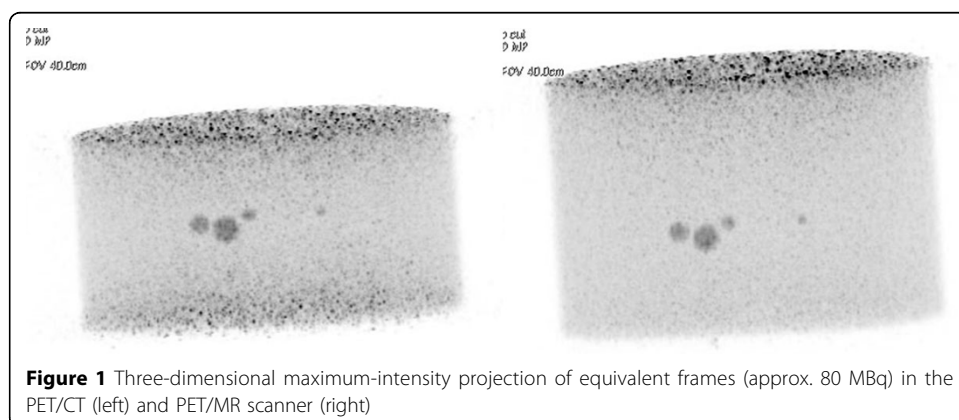 FOV 40.0cm
FOV 40.0cm
Figure 1 Three-dimensional maximum-intensity projection of equivalent frames (approx. 80 MBq) in the
PET/CT (left) and PET/MR scanner (right)